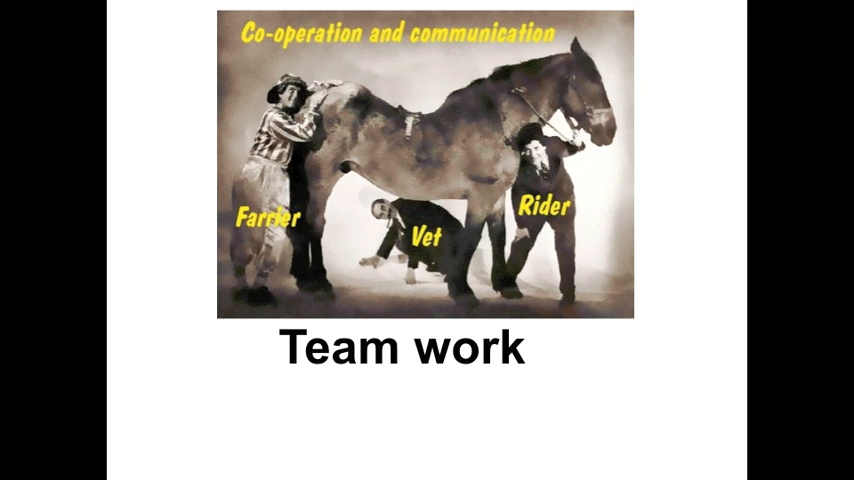 Co-operation and communication
Farrier
Vet
Rider
Team work